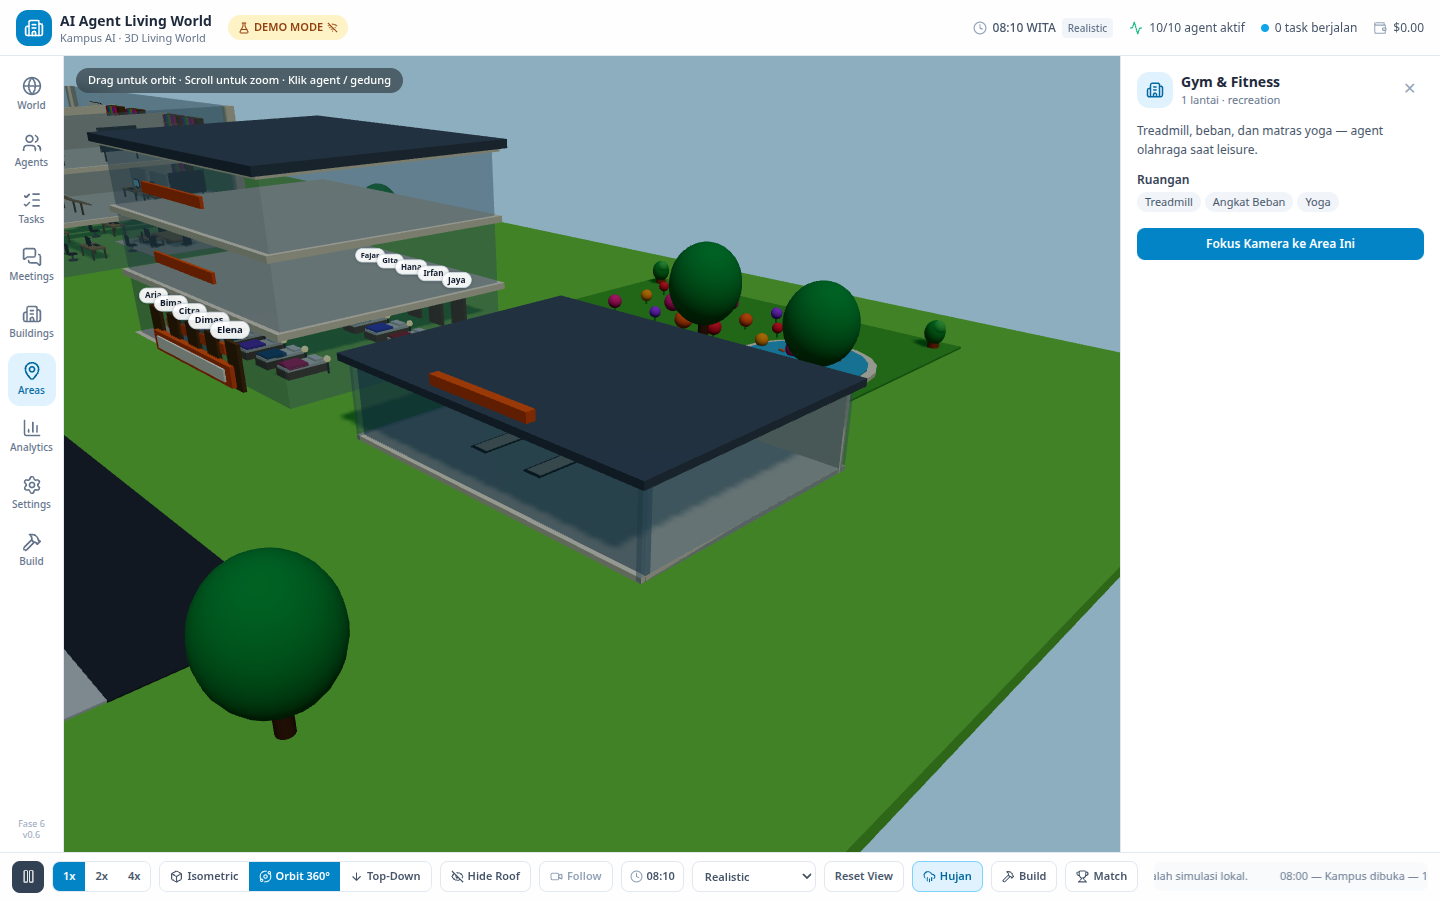 AI Agent Living World
Kampus AI · 3D Living World
DEMO MODE
08:10 WITA
Realistic
10/10 agent aktif
0 task berjalan
$0.00
World
Agents
Tasks
Meetings
Buildings
Areas
Analytics
Settings
Build
Fase 6
v0.6
Drag untuk orbit · Scroll untuk zoom · Klik agent / gedung
Fajar
Gita
Hana
Irfan
Jaya
Arja
Bima
Citra
Dimas
Elena
Gym & Fitness
1 lantai · recreation
Treadmill, beban, dan matras yoga — agent
olahraga saat leisure.
Ruangan
Treadmill
Angkat Beban
Yoga
Fokus Kamera ke Area Ini
1x
2x
4x
Isometric
Orbit 360°
Top-Down
Hide Roof
Follow
08:10
Realistic
Reset View
Hujan
Build
Match
alah simulasi lokal.
08:00 — Kampus dibuka — 1